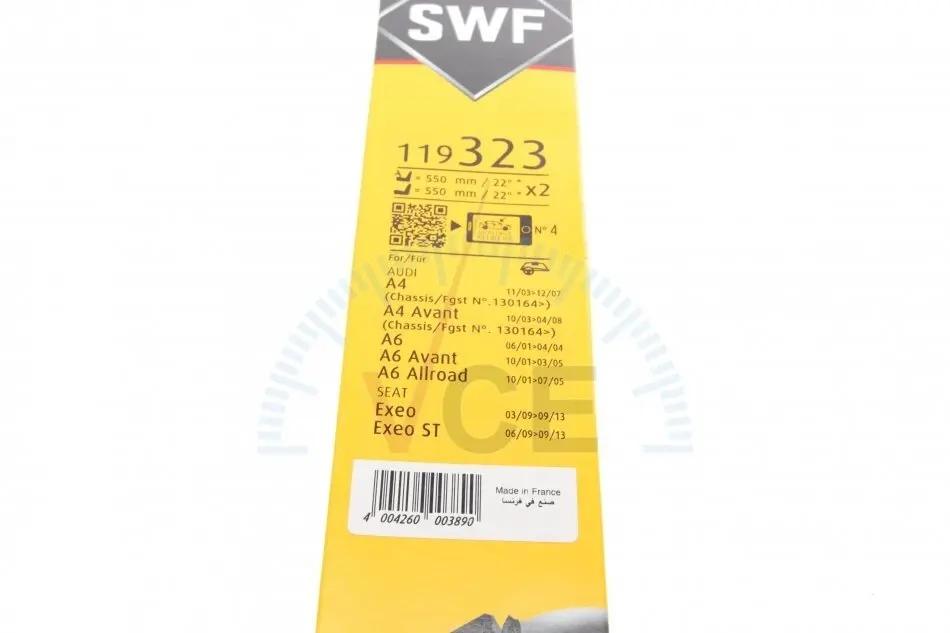 SWF
119323
= 550 mm / 22" *
= 550 mm / 22" * x2
N° 4
For/Für
AUDI
A4 11/03>12/07
(Chassis/Fgst N°.130164>)
A4 Avant 10/03>04/08
(Chassis/Fgst N°. 130164>)
A6 06/01>04/04
A6 Avant 10/01>03/05
A6 Allroad 10/01>07/05
SEAT
Exeo 03/09>09/13
Exeo ST 06/09>09/13
VCE
Made in France
صنع في فرنسا
4 004260 003890